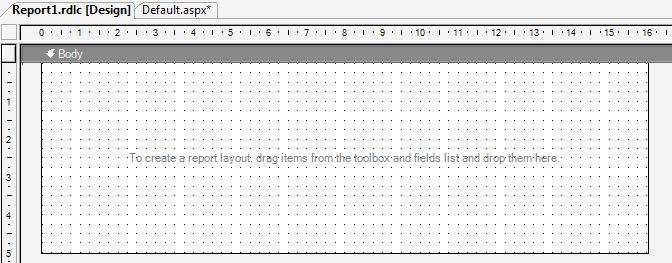 Report1.rdlc [Design] Default.aspx*
0 1 2 3 4 5 6 7 8 9 10 11 12 13 14 15 16
Body
1
2
To create a report layout, drag items from the toolbox and fields list and drop them here.
3
4
5